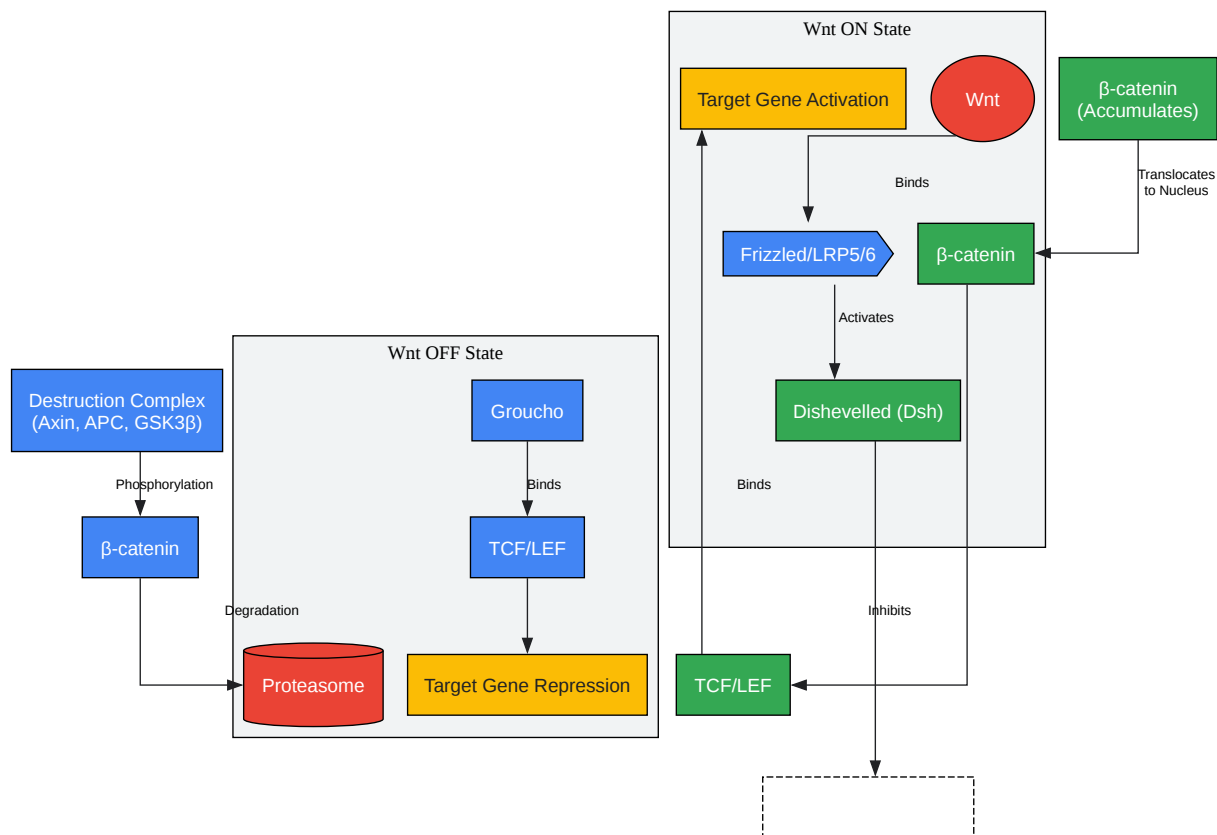 Wnt ON State
Target Gene Activation
Wnt
β-catenin
(Accumulates)
Translocates
to Nucleus
Binds
Frizzled/LRP5/6
β-catenin
Activates
Wnt OFF State
Destruction Complex
(Axin, APC, GSK3β)
Groucho
Dishevelled (Dsh)
Phosphorylation
Binds
Binds
β-catenin
TCF/LEF
Degradation
Inhibits
Proteasome
Target Gene Repression
TCF/LEF